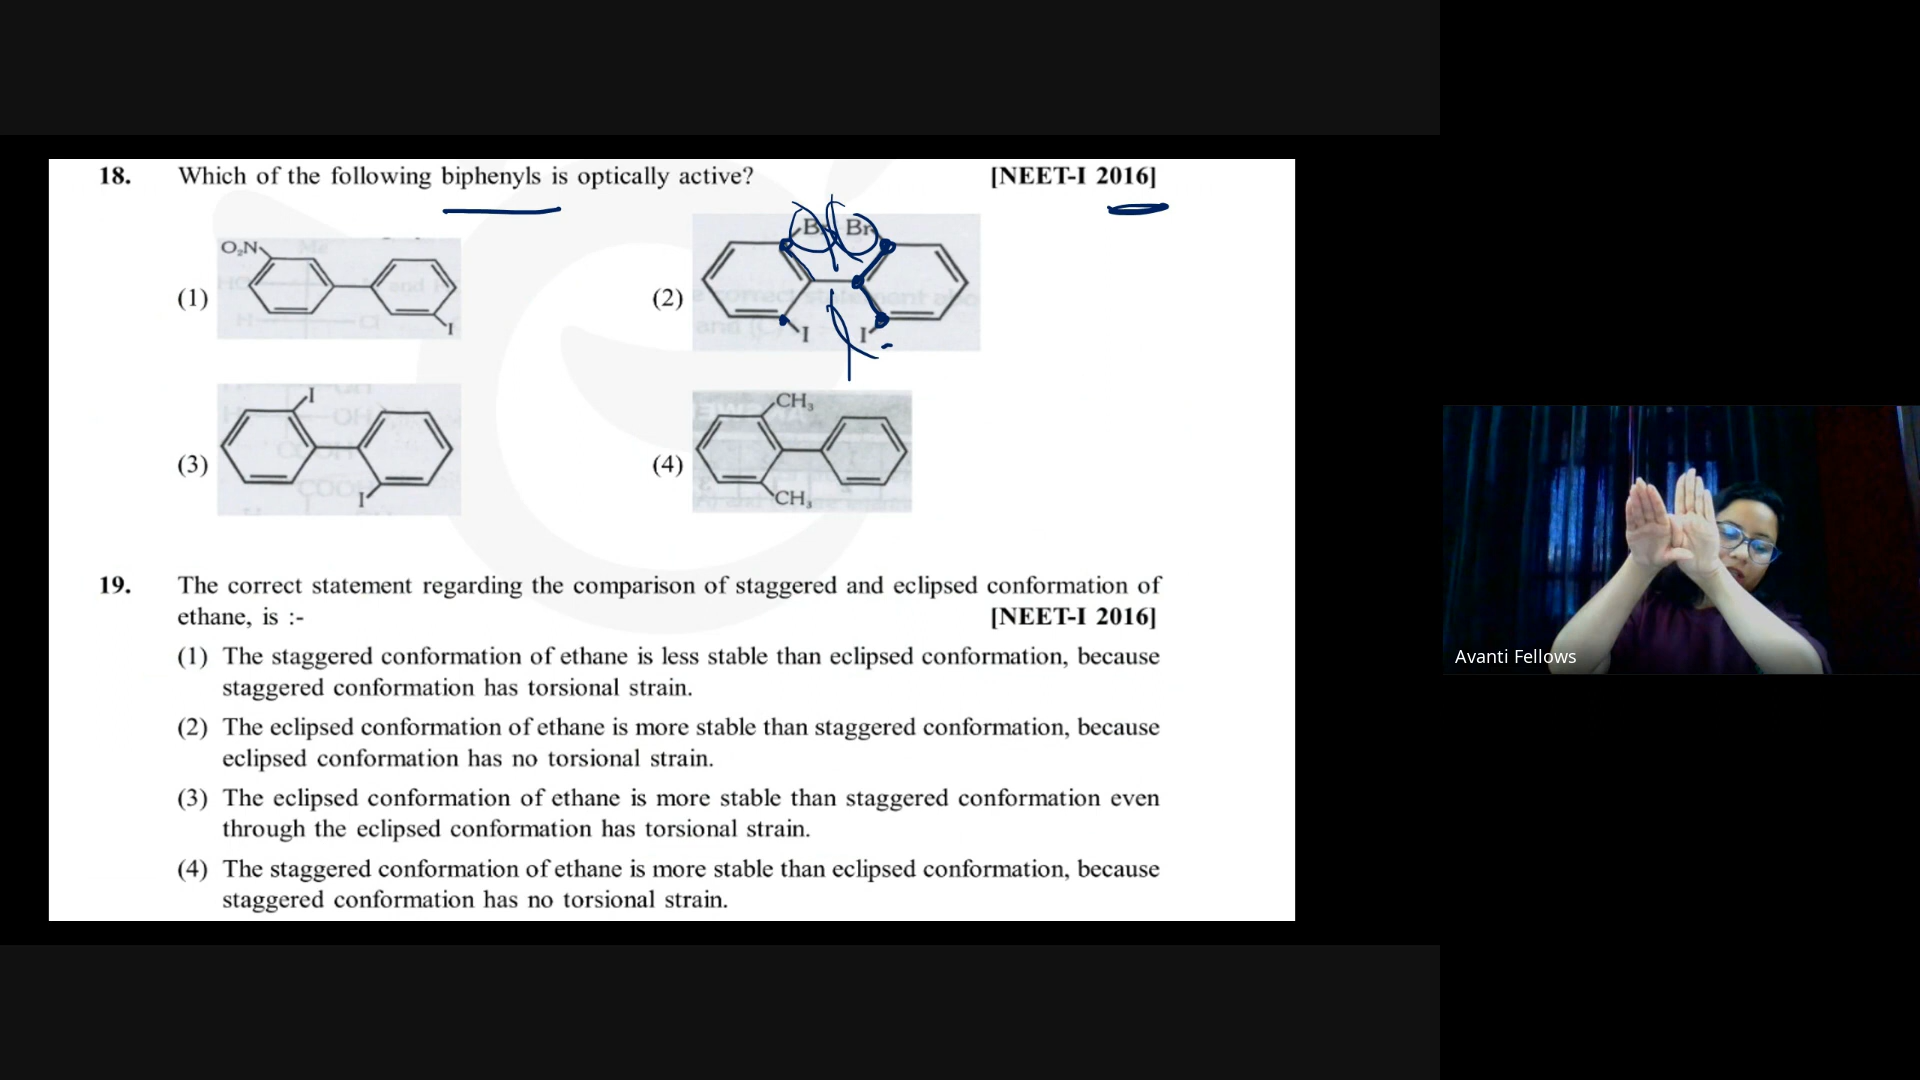 18. Which of the following biphenyls is optically active? [NEET-I 2016]
(1) O₂N I
(2) Br Br I I
(3) I I
(4) CH₃ CH₃
19. The correct statement regarding the comparison of staggered and eclipsed conformation of
ethane, is :- [NEET-I 2016]
(1) The staggered conformation of ethane is less stable than eclipsed conformation, because
staggered conformation has torsional strain.
(2) The eclipsed conformation of ethane is more stable than staggered conformation, because
eclipsed conformation has no torsional strain.
(3) The eclipsed conformation of ethane is more stable than staggered conformation even
through the eclipsed conformation has torsional strain.
(4) The staggered conformation of ethane is more stable than eclipsed conformation, because
staggered conformation has no torsional strain.
Avanti Fellows